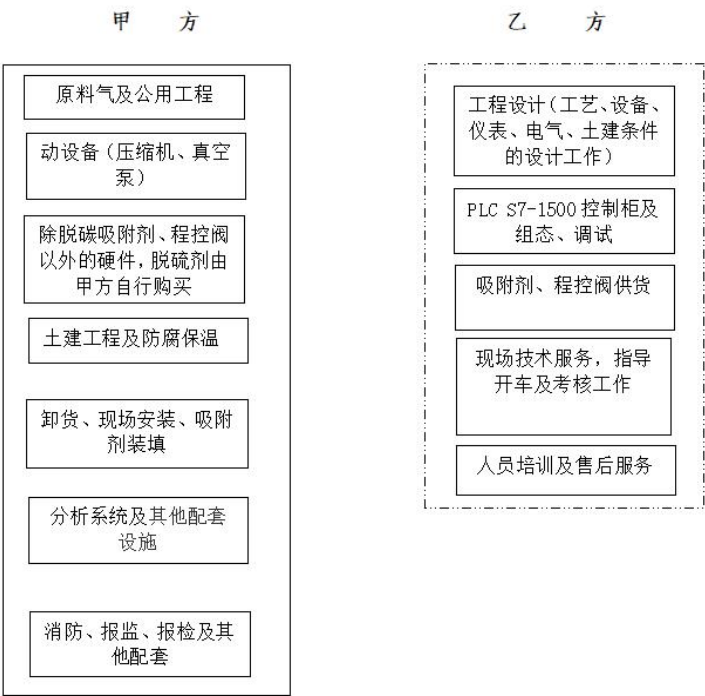 甲 方
原料气及公用工程
动设备（压缩机、真空
泵）
除脱碳吸附剂、程控阀
以外的硬件，脱硫剂由
甲方自行购买
土建工程及防腐保温
卸货、现场安装、吸附
剂装填
分析系统及其他配套
设施
消防、报监、报检及其
他配套
乙 方
工程设计（工艺、设备、
仪表、电气、土建条件
的设计工作）
PLC S7-1500 控制柜及
组态、调试
吸附剂、程控阀供货
现场技术服务，指导
开车及考核工作
人员培训及售后服务